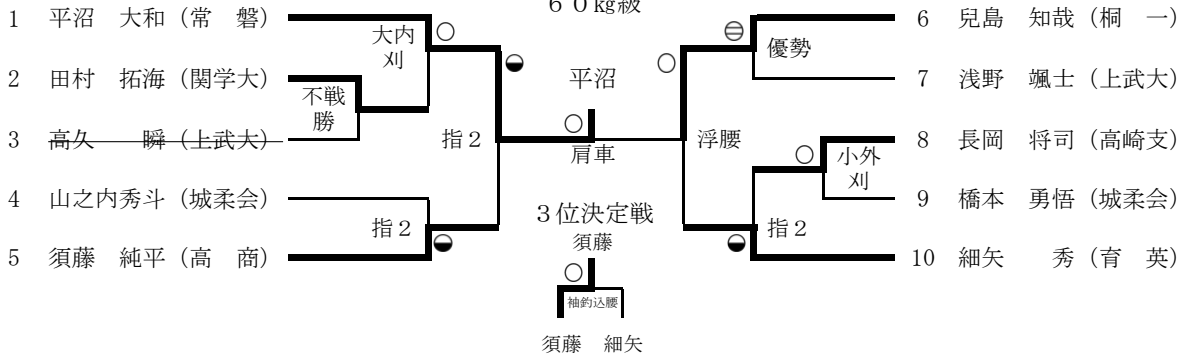 ６０kg級
1 平沼 大和（常 磐）
2 田村 拓海（関学大）
3 高久 瞬（上武大）
4 山之内秀斗（城柔会）
5 須藤 純平（高 商）
大内刈
不戦勝
指２
指２
平沼
肩車
３位決定戦
須藤
袖釣込腰
須藤 細矢
優勢
浮腰
小外刈
指２
6 兒島 知哉（桐 一）
7 浅野 颯士（上武大）
8 長岡 将司（高崎支）
9 橋本 勇悟（城柔会）
10 細矢 秀（育 英）